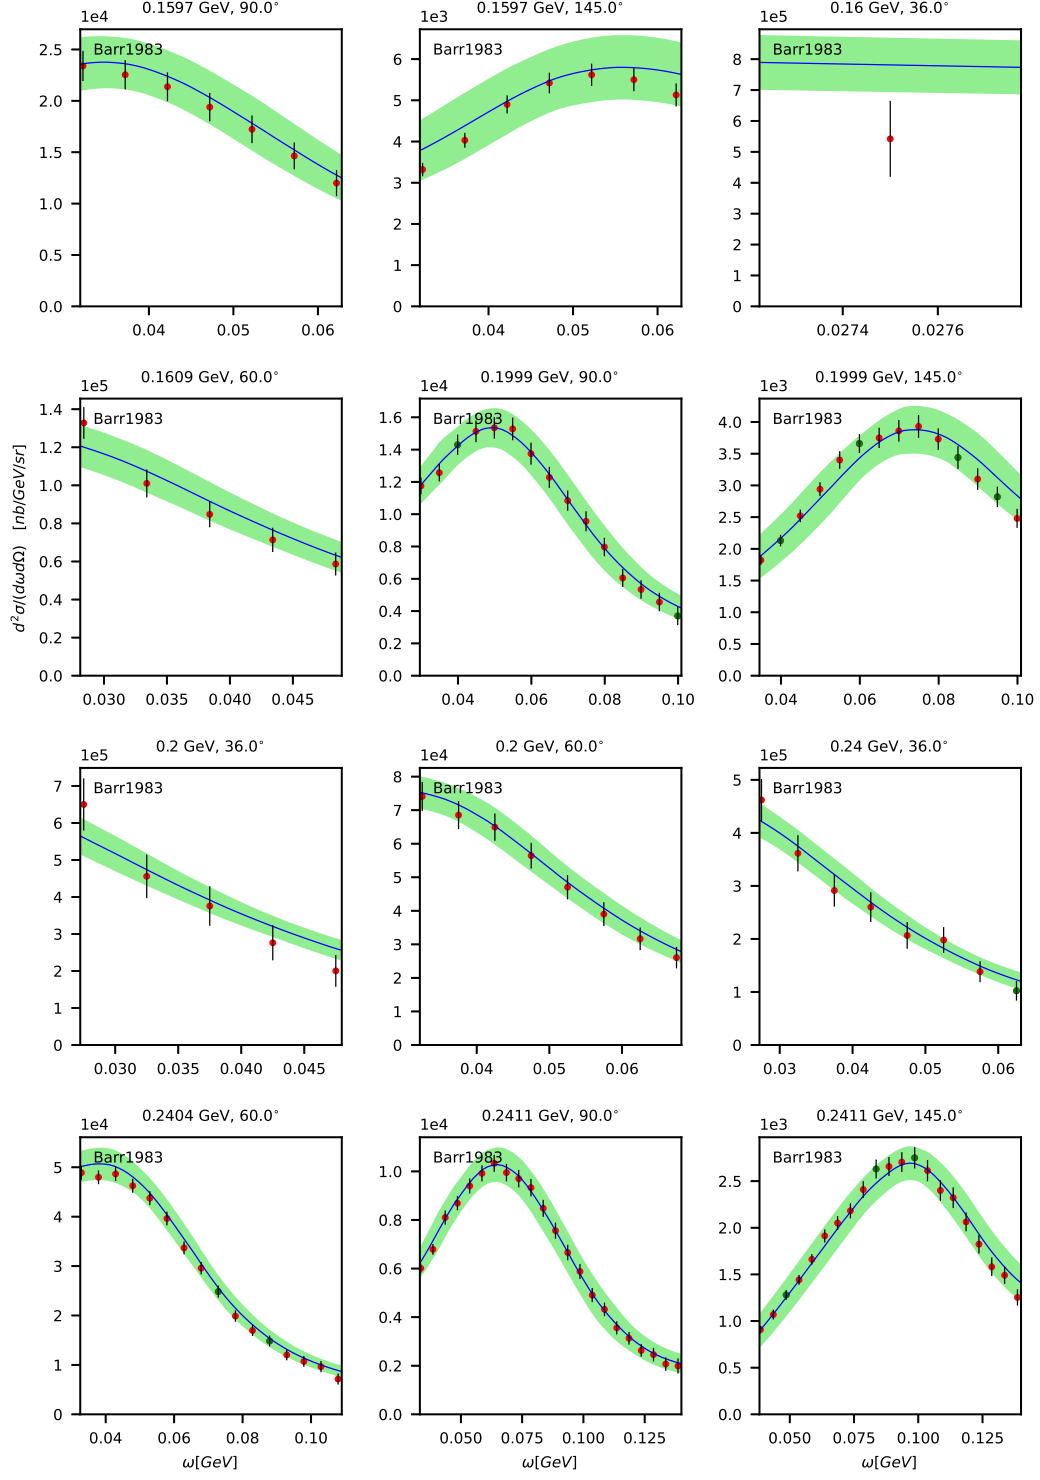 0.1597 GeV, 90.0°
1e4
Barr1983
2.5
2.0
1.5
1.0
0.5
0.0
0.04 0.05 0.06
0.1597 GeV, 145.0°
1e3
Barr1983
6
5
4
3
2
1
0
0.04 0.05 0.06
0.16 GeV, 36.0°
1e5
Barr1983
8
7
6
5
4
3
2
1
0
0.0274 0.0276
0.1609 GeV, 60.0°
1e5
Barr1983
1.4
1.2
1.0
0.8
0.6
0.4
0.2
0.0
0.030 0.035 0.040 0.045
d²σ/(dωdΩ) [nb/GeV/sr]
0.1999 GeV, 90.0°
1e4
Barr1983
1.6
1.4
1.2
1.0
0.8
0.6
0.4
0.2
0.0
0.04 0.06 0.08 0.10
0.1999 GeV, 145.0°
1e3
Barr1983
4.0
3.5
3.0
2.5
2.0
1.5
1.0
0.5
0.0
0.04 0.06 0.08 0.10
0.2 GeV, 36.0°
1e5
Barr1983
7
6
5
4
3
2
1
0
0.030 0.035 0.040 0.045
0.2 GeV, 60.0°
1e4
Barr1983
8
7
6
5
4
3
2
1
0
0.04 0.05 0.06
0.24 GeV, 36.0°
1e5
Barr1983
5
4
3
2
1
0
0.03 0.04 0.05 0.06
0.2404 GeV, 60.0°
1e4
Barr1983
5
4
3
2
1
0
0.04 0.06 0.08 0.10
ω[GeV]
0.2411 GeV, 90.0°
1e4
Barr1983
1.0
0.8
0.6
0.4
0.2
0.0
0.050 0.075 0.100 0.125
ω[GeV]
0.2411 GeV, 145.0°
1e3
Barr1983
2.5
2.0
1.5
1.0
0.5
0.0
0.050 0.075 0.100 0.125
ω[GeV]